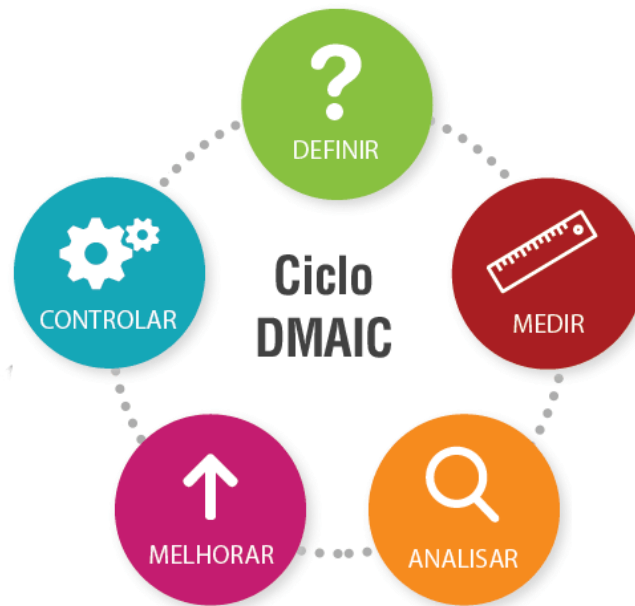 ?
DEFINIR
MEDIR
ANALISAR
MELHORAR
CONTROLAR
Ciclo
DMAIC